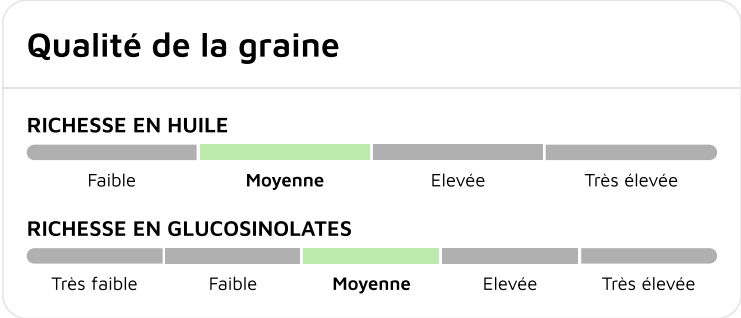 Qualité de la graine
RICHESSE EN HUILE
Faible Moyenne Elevée Très élevée
RICHESSE EN GLUCOSINOLATES
Très faible Faible Moyenne Elevée Très élevée